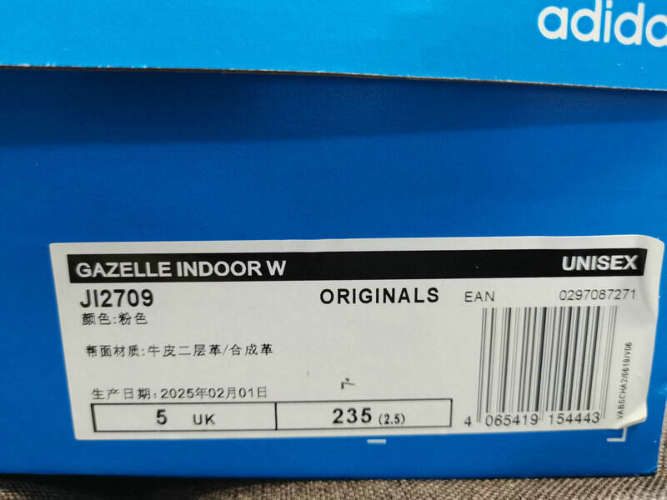 adidas
GAZELLE INDOOR W UNISEX
JI2709 ORIGINALS EAN 0297087271
颜色:粉色
帮面材质:牛皮二层革/合成革
生产日期: 2025年02月01日
5 UK 235 (2.5)
4 065419 154443